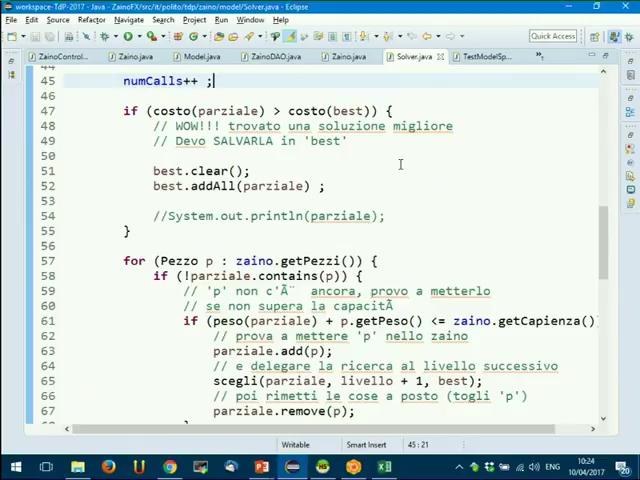 workspace-TdP-2017 - Java - ZainoFX/src/it/polito/tdp/zaino/model/Solver.java - Eclipse
File Edit Source Refactor Navigate Search Project Run Window Help
Quick Access Java
ZainoControl... Zaino.java Model.java ZainoDAO.java Zaino.java Solver.java TestModelSp...
44
45 numCalls++ ;
46
47 if (costo(parziale) > costo(best)) {
48 // WOW!!! trovato una soluzione migliore
49 // Devo SALVARLA in 'best'
50
51 best.clear();
52 best.addAll(parziale) ;
53
54 //System.out.println(parziale);
55 }
56
57 for (Pezzo p : zaino.getPezzi()) {
58 if (!parziale.contains(p)) {
59 // 'p' non c'Ã¨ ancora, provo a metterlo
60 // se non supera la capacitÃ
61 if (peso(parziale) + p.getPeso() <= zaino.getCapienza()
62 // prova a mettere 'p' nello zaino
63 parziale.add(p);
64 // e delegare la ricerca al livello successivo
65 scegli(parziale, livello + 1, best);
66 // poi rimetti le cose a posto (togli 'p')
67 parziale.remove(p);
68 }
Writable Smart Insert 45 : 21
10:24
10/04/2017
20